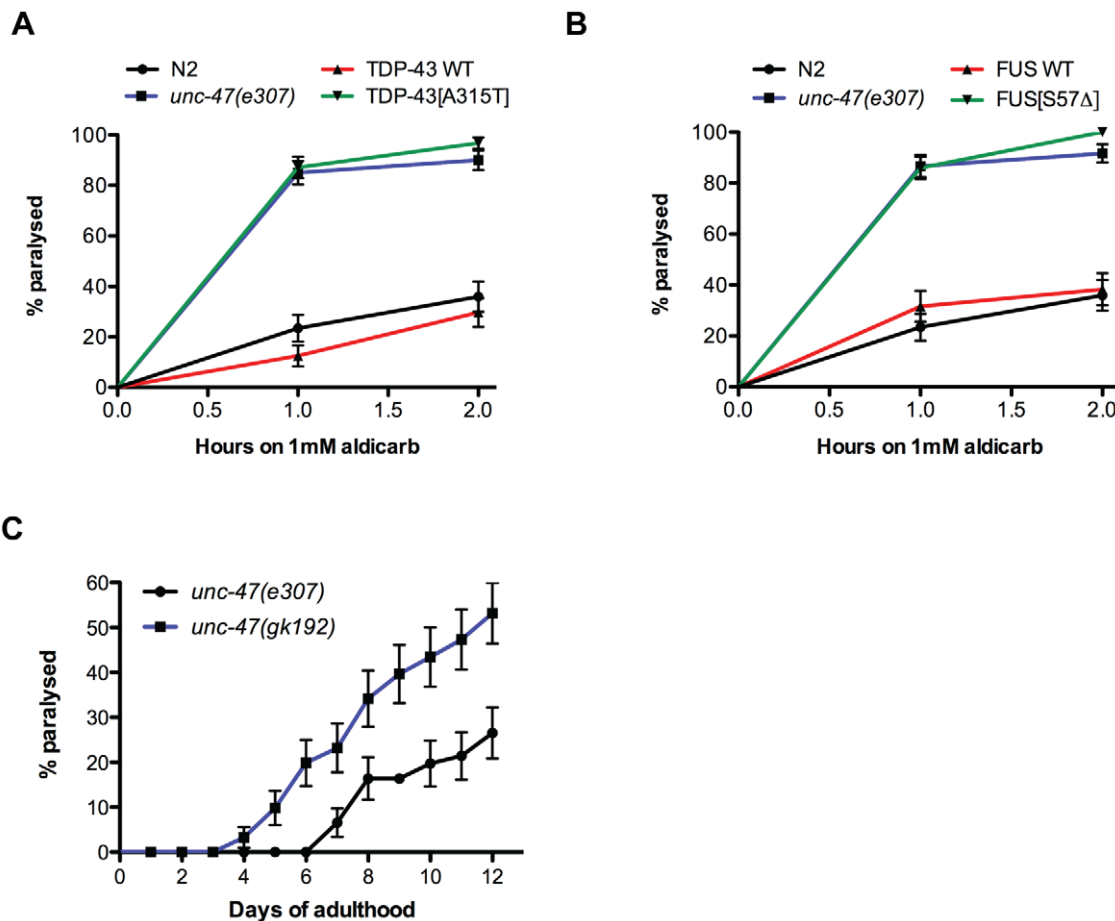 A
N2
TDP-43 WT
unc-47(e307)
TDP-43[A315T]
% paralysed
100
80
60
40
20
0
0.0 0.5 1.0 1.5 2.0
Hours on 1mM aldicarb
B
N2
FUS WT
unc-47(e307)
FUS[S57Δ]
% paralysed
100
80
60
40
20
0
0.0 0.5 1.0 1.5 2.0
Hours on 1mM aldicarb
C
unc-47(e307)
unc-47(gk192)
% paralysed
60
50
40
30
20
10
0
0 2 4 6 8 10 12
Days of adulthood